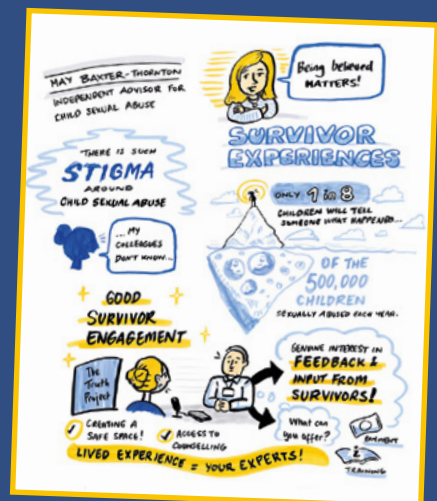 MAY BAXTER-THORNTON
INDEPENDENT ADVISOR FOR
CHILD SEXUAL ABUSE
Being believed
MATTERS!
SURVIVOR
EXPERIENCES
THERE IS SUCH
STIGMA
AROUND
CHILD SEXUAL ABUSE
ONLY 1 in 8
CHILDREN WILL TELL
SOMEONE WHAT HAPPENED...
... MY
COLLEAGUES
DON'T KNOW...
OF THE
500,000
CHILDREN
SEXUALLY ABUSED EACH YEAR.
GOOD
SURVIVOR
ENGAGEMENT
The
Truth
Project
GENUINE INTEREST IN
FEEDBACK &
INPUT FROM
SURVIVORS!
CREATING A
SAFE SPACE!
ACCESS TO
COUNSELLING
What can
you offer?
PAYMENT
TRAINING
LIVED EXPERIENCE = YOUR EXPERTS!